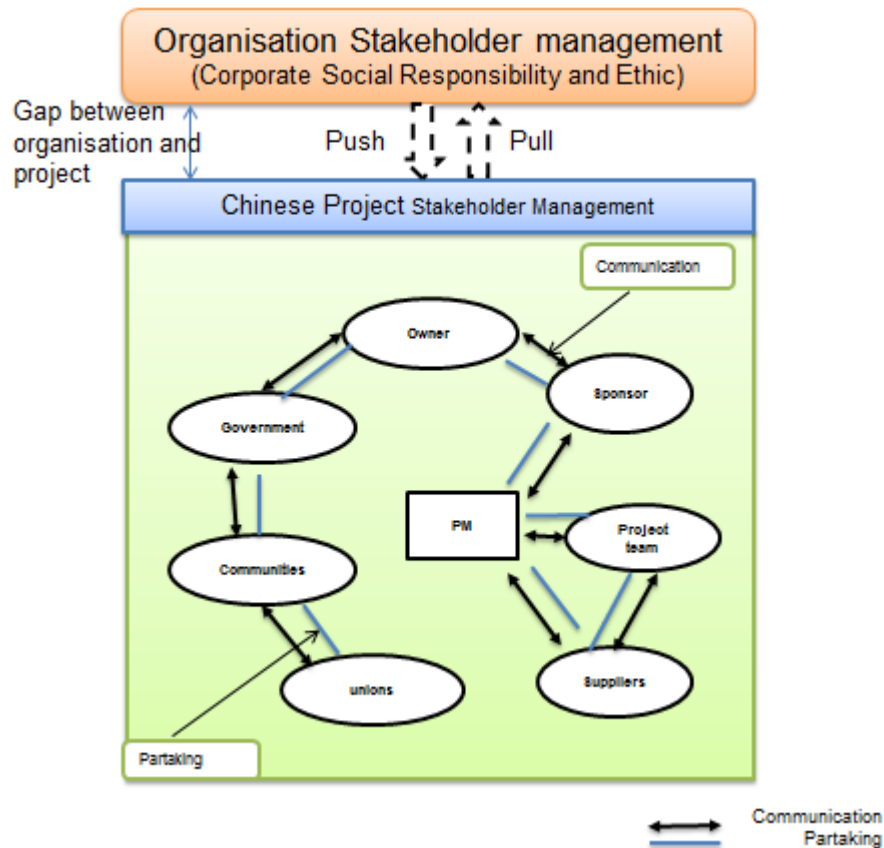 Organisation Stakeholder management
(Corporate Social Responsibility and Ethic)
Gap between
organisation and
project
Push
Pull
Chinese Project Stakeholder Management
Communication
Owner
Sponsor
Government
PM
Project
team
Communities
unions
Suppliers
Partaking
Communication
Partaking